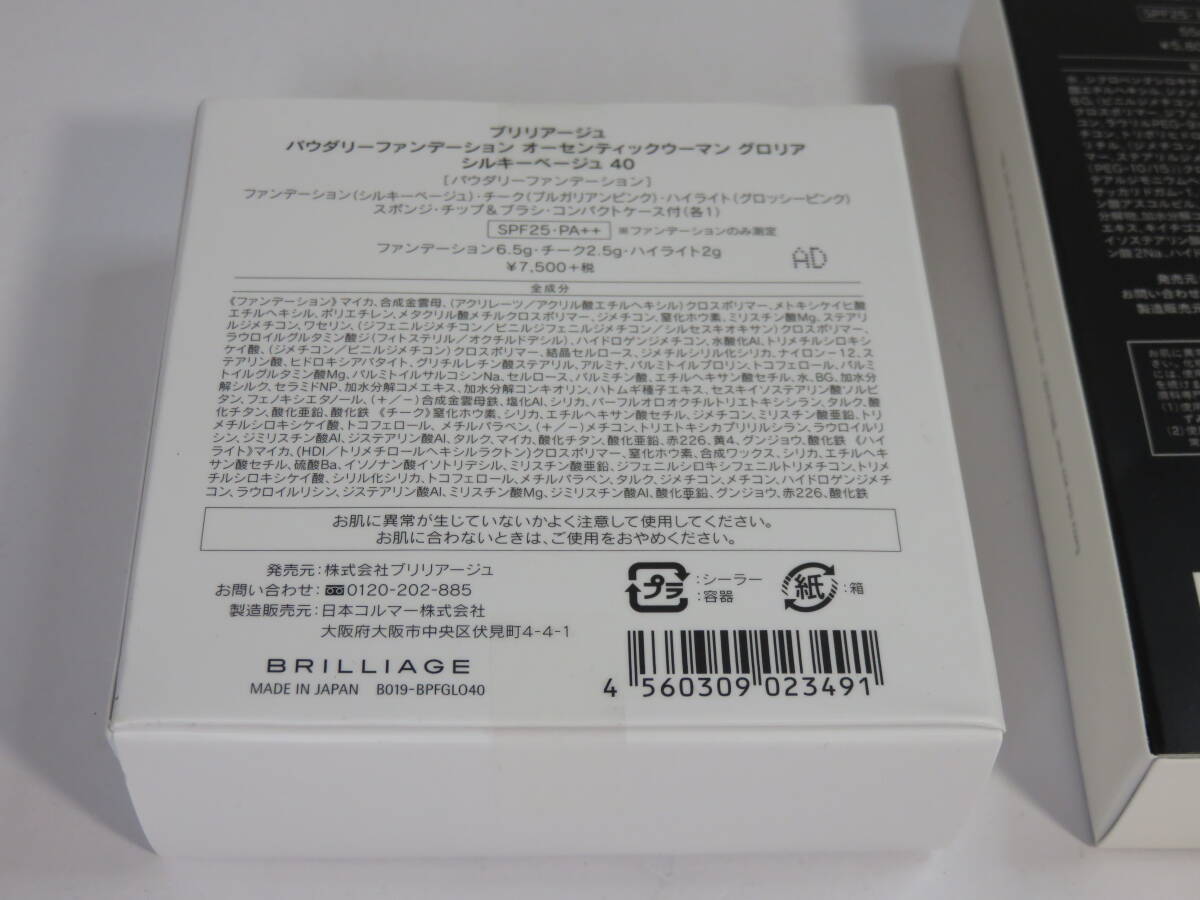 ブリリアージュ
パウダリーファンデーション オーセンティックウーマン グロリア
シルキーベージュ 40
[パウダリーファンデーション]
ファンデーション(シルキーベージュ)・チーク(ブルガリアンピンク)・ハイライト(グロッシーピンク)
スポンジ・チップ&ブラシ・コンパクトケース付(各1)
SPF25・PA++ ※ファンデーションのみ測定
ファンデーション6.5g・チーク2.5g・ハイライト2g
¥7,500+税
AD
全成分
《ファンデーション》マイカ、合成金雲母、(アクリレーツ/アクリル酸エチルヘキシル)クロスポリマー、メトキシケイヒ酸
エチルヘキシル、ポリエチレン、メタクリル酸メチルクロスポリマー、ジメチコン、窒化ホウ素、ミリスチン酸Mg、ステアリ
ルジメチコン、ワセリン、(ジフェニルジメチコン/ビニルジフェニルジメチコン/シルセスキオキサン)クロスポリマー、
ラウロイルグルタミン酸ジ(フィトステリル/オクチルドデシル)、ハイドロゲンジメチコン、水酸化Al、トリメチルシロキシ
ケイ酸、(ジメチコン/ビニルジメチコン)クロスポリマー、結晶セルロース、ジメチルシリル化シリカ、ナイロン-12、ス
テアリン酸、ヒドロキシアパタイト、グリチルレチン酸ステアリル、アルミナ、パルミトイルプロリン、トコフェロール、パルミ
トイルグルタミン酸Mg、パルミトイルサルコシンNa、セルロース、パルミチン酸、エチルヘキサン酸セチル、水、BG、加水分
解シルク、セラミドNP、加水分解コメエキス、加水分解コンキオリン、ハトムギ種子エキス、セスキイソステアリン酸ソルビ
タン、フェノキシエタノール、(+/-)合成金雲母鉄、塩化Al、シリカ、パーフルオロオクチルトリエトキシシラン、タルク、酸
化チタン、酸化亜鉛、酸化鉄 《チーク》窒化ホウ素、シリカ、エチルヘキサン酸セチル、ジメチコン、ミリスチン酸亜鉛、トリ
メチルシロキシケイ酸、トコフェロール、メチルパラベン、(+/-)メチコン、トリエトキシカプリリルシラン、ラウロイルリ
シン、ジミリスチン酸Al、ジステアリン酸Al、タルク、マイカ、酸化チタン、酸化亜鉛、赤226、黄4、グンジョウ、酸化鉄 《ハイ
ライト》マイカ、(HDI/トリメチロールヘキシルラクトン)クロスポリマー、窒化ホウ素、合成ワックス、シリカ、エチルヘキ
サン酸セチル、硫酸Ba、イソノナン酸イソトリデシル、ミリスチン酸亜鉛、ジフェニルシロキシフェニルトリメチコン、トリメ
チルシロキシケイ酸、シリル化シリカ、トコフェロール、メチルパラベン、タルク、ジメチコン、メチコン、ハイドロゲンジメチ
コン、ラウロイルリシン、ジステアリン酸Al、ミリスチン酸Mg、ジミリスチン酸Al、酸化亜鉛、グンジョウ、赤226、酸化鉄
お肌に異常が生じていないかよく注意して使用してください。
お肌に合わないときは、ご使用をおやめください。
発売元:株式会社ブリリアージュ
お問い合わせ:0120-202-885
製造販売元:日本コルマー株式会社
大阪府大阪市中央区伏見町4-4-1
プラ :シーラー
:容器
紙 :箱
BRILLIAGE
MADE IN JAPAN B019-BPFGL040
4 560309 023491
SPF25
発売元
お問い合わせ
製造販売元